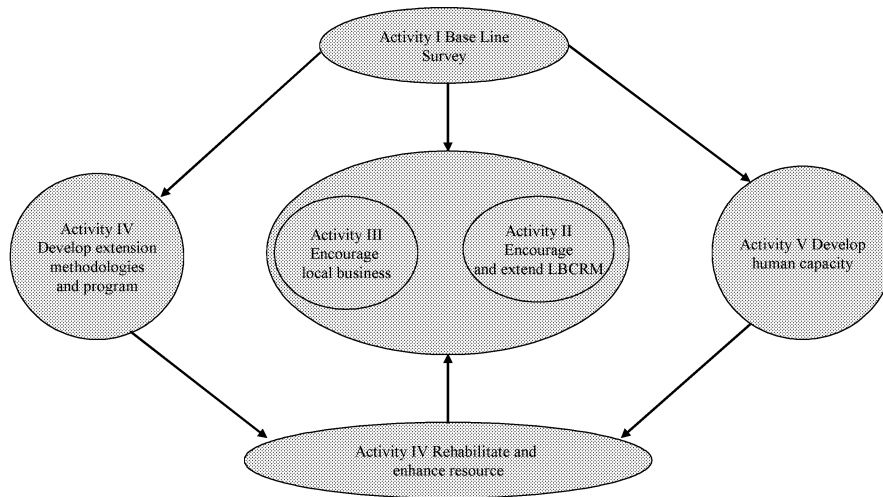 Activity I Base Line
Survey
Activity IV
Develop extension
methodologies
and program
Activity III
Encourage
local business
Activity II
Encourage
and extend LBCRM
Activity V Develop
human capacity
Activity IV Rehabilitate and
enhance resource